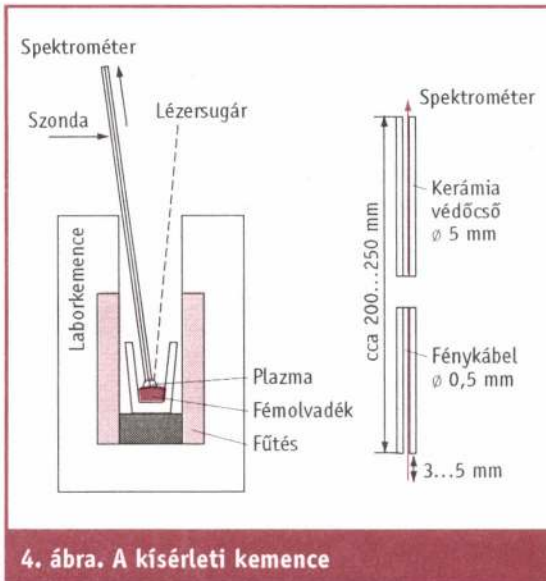 Spektrométer
Szonda
Lézersugár
Laborkemence
Plazma
Fémolvadék
Fűtés
Spektrométer
cca 200...250 mm
Kerámia
védőcső
ø 5 mm
Fénykábel
ø 0,5 mm
3...5 mm
4. ábra. A kísérleti kemence